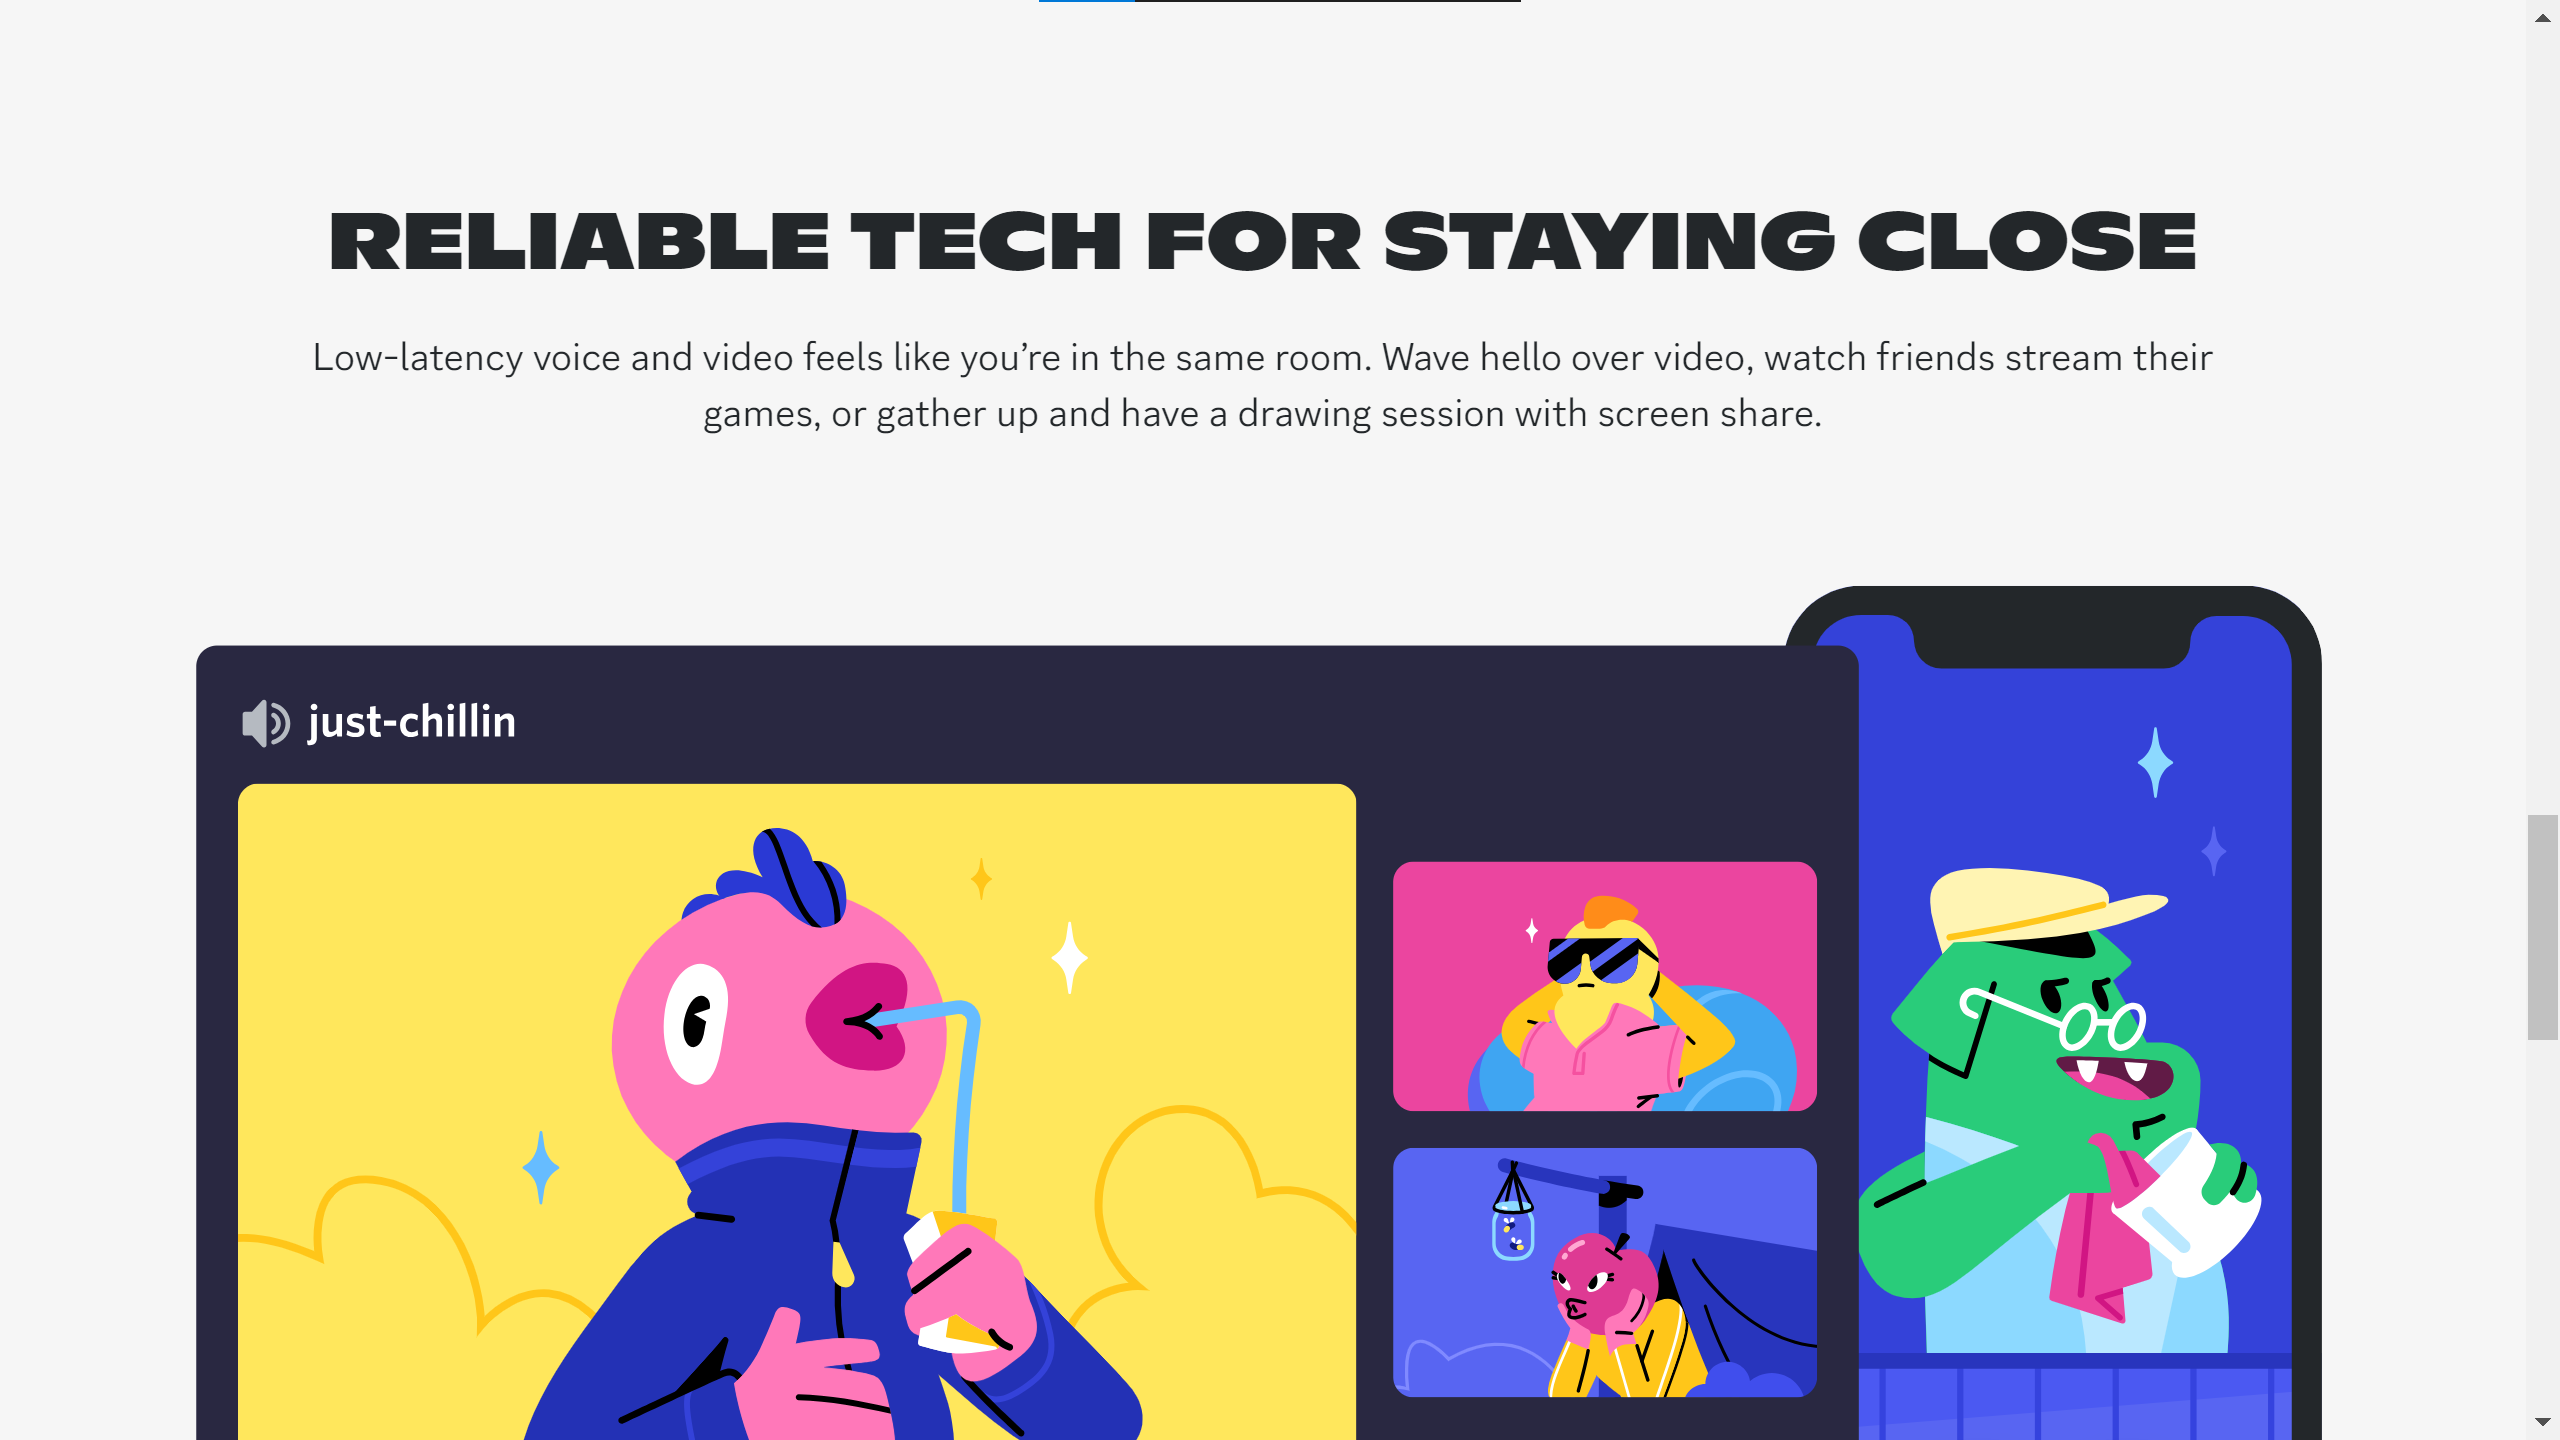 RELIABLE TECH FOR STAYING CLOSE
Low-latency voice and video feels like you’re in the same room. Wave hello over video, watch friends stream their
games, or gather up and have a drawing session with screen share.
just-chillin